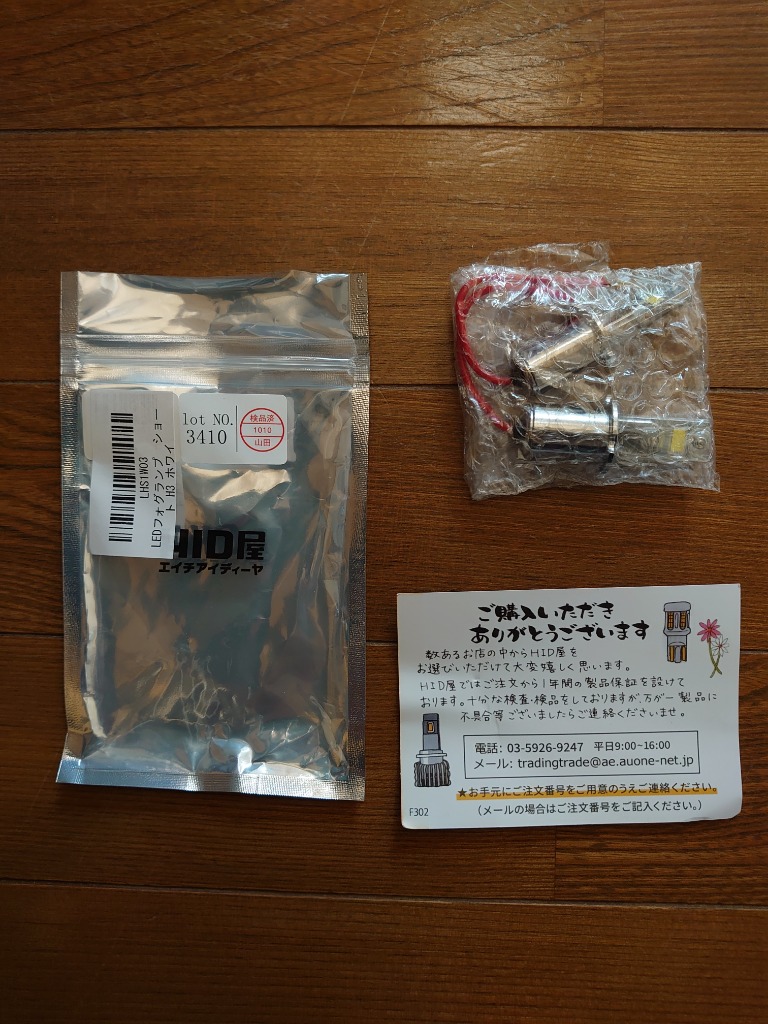 lot NO.
3410
検品済
1010
山田
LHS1W03
LEDフォグランプ ショー
ト H3 ホワイ
HID屋
エイチアイディーヤ
ご購入いただき
ありがとうございます
数あるお店の中からHID屋を
お選びいただけて大変嬉しく思います。
HID屋ではご注文から1年間の製品保証を設けて
おります。十分な検査・検品をしておりますが、万が一製品に
不具合等ございましたらご連絡くださいませ。
電話: 03-5926-9247 平日9:00~16:00
メール: tradingtrade@ae.auone-net.jp
★お手元にご注文番号をご用意のうえご連絡ください。
(メールの場合はご注文番号をご記入ください。)
F302